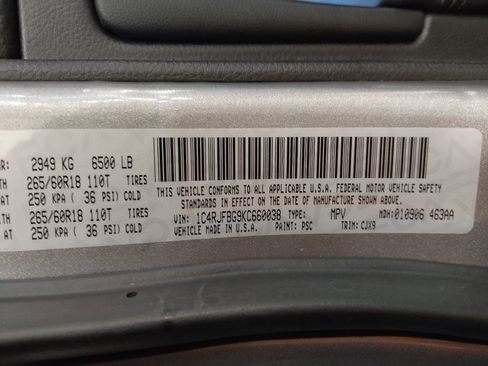 R: 2949 KG 6500 LB
TH 265/60R18 110T TIRES
AT 250 KPA ( 36 PSI) COLD
TH 265/60R18 110T TIRES
AT 250 KPA ( 36 PSI) COLD
THIS VEHICLE CONFORMS TO ALL APPLICABLE U.S.A. FEDERAL MOTOR VEHICLE SAFETY
STANDARDS IN EFFECT ON THE DATE OF MANUFACTURE SHOWN ABOVE.
VIN: 1C4RJFBG9KC660038 TYPE: MPV MDH: 010906 463AA
VEHICLE MADE IN U.S.A. PAINT: PSC TRIM: CJX9